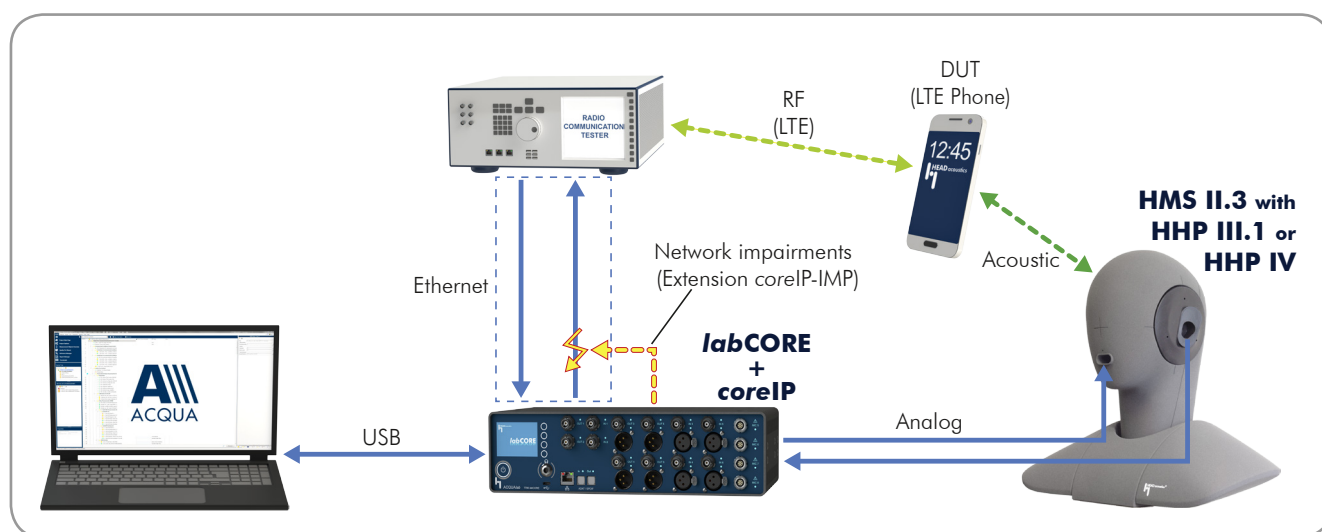 DUT
(LTE Phone)
RF
(LTE)
RADIO
COMMUNICATION
TESTER
12:45
HEAD acoustics
HMS II.3 with
HHP III.1 or
HHP IV
Acoustic
Network impairments
(Extension coreIP-IMP)
Ethernet
labCORE
+
coreIP
ACQUA
USB
labCORE
Analog